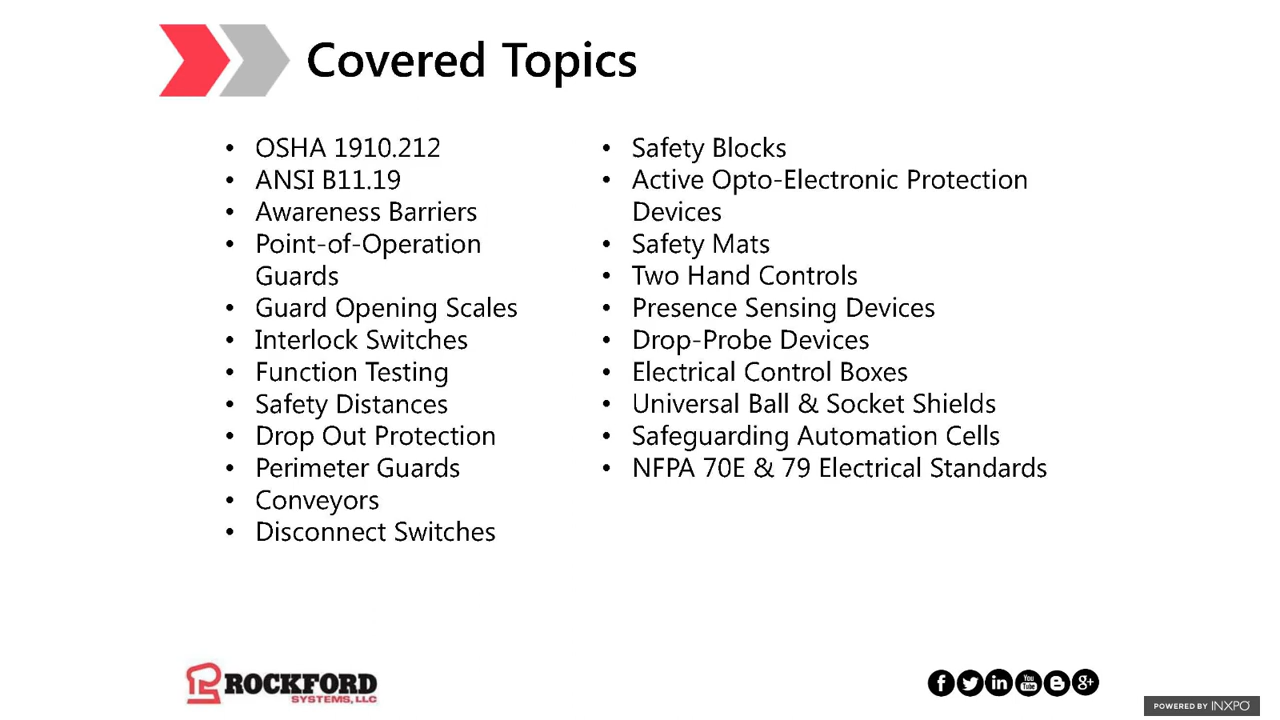 Covered Topics
• OSHA 1910.212
• ANSI B11.19
• Awareness Barriers
• Point-of-Operation
Guards
• Guard Opening Scales
• Interlock Switches
• Function Testing
• Safety Distances
• Drop Out Protection
• Perimeter Guards
• Conveyors
• Disconnect Switches
• Safety Blocks
• Active Opto-Electronic Protection
Devices
• Safety Mats
• Two Hand Controls
• Presence Sensing Devices
• Drop-Probe Devices
• Electrical Control Boxes
• Universal Ball & Socket Shields
• Safeguarding Automation Cells
• NFPA 70E & 79 Electrical Standards
ROCKFORD
SYSTEMS, LLC
You
Tube
g+
POWERED BY INXPO